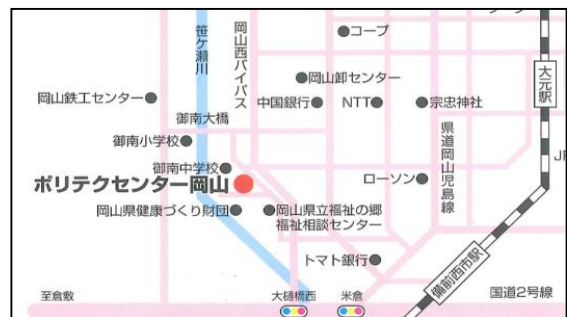 コープ
笹ケ瀬川
岡山西バイパス
大元駅
岡山卸センター
岡山鉄工センター
中国銀行
NTT
宗忠神社
御南大橋
県道岡山児島線
御南小学校
御南中学校
ポリテクセンター岡山
ローソン
岡山県健康づくり財団
岡山県立福祉の郷
福祉相談センター
トマト銀行
備前西市駅
至倉敷
大樋橋西
米倉
国道2号線